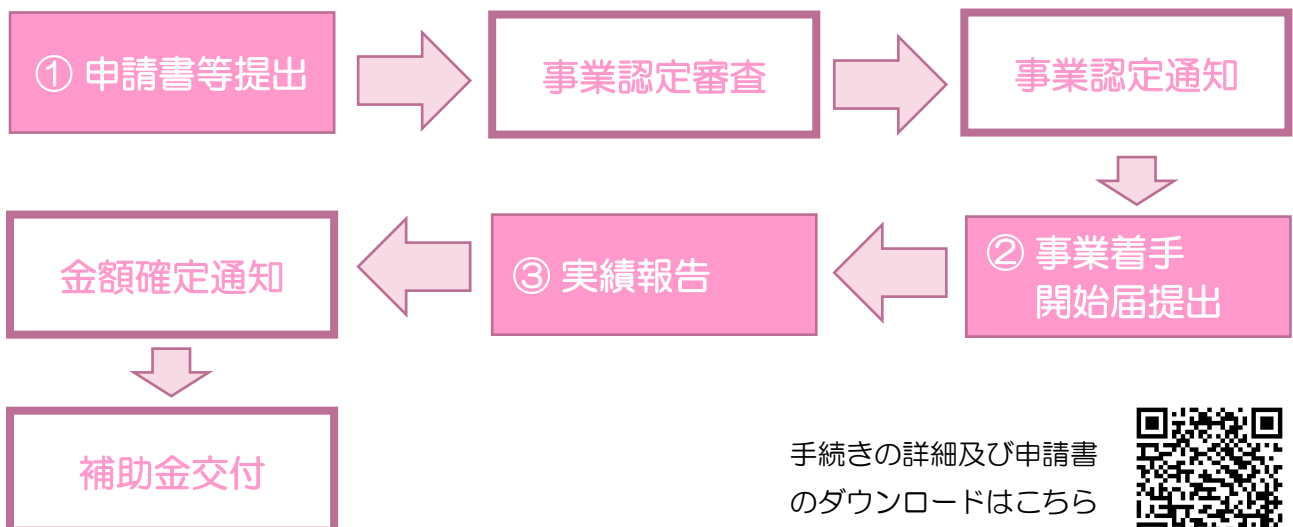 ① 申請書等提出
事業認定審査
事業認定通知
② 事業着手
開始届提出
③ 実績報告
金額確定通知
補助金交付
手続きの詳細及び申請書
のダウンロードはこちら